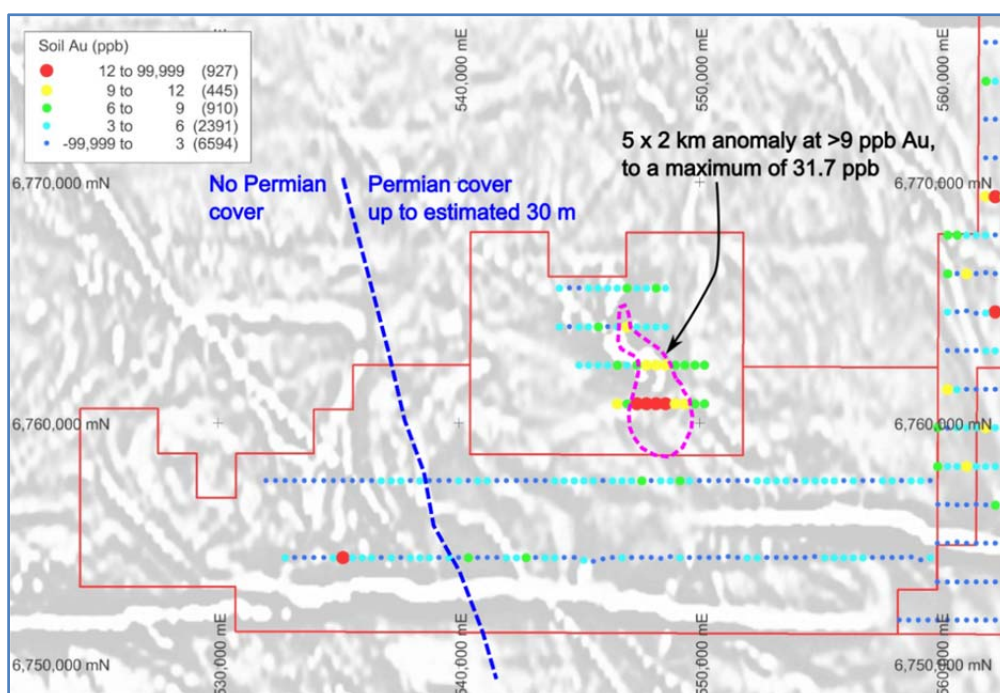 Soil Au (ppb)
12 to 99,999 (927)
9 to 12 (445)
6 to 9 (910)
3 to 6 (2391)
-99,999 to 3 (6594)
540,000 mE
550,000 mE
560,000 mE
5 x 2 km anomaly at >9 ppb Au,
to a maximum of 31.7 ppb
6,770,000 mN
No Permian
cover
Permian cover
up to estimated 30 m
6,770,000 mN
6,760,000 mN
6,760,000 mN
6,750,000 mN
530,000 mE
540,000 mE
550,000 mE
6,750,000 mN
560,000 mE